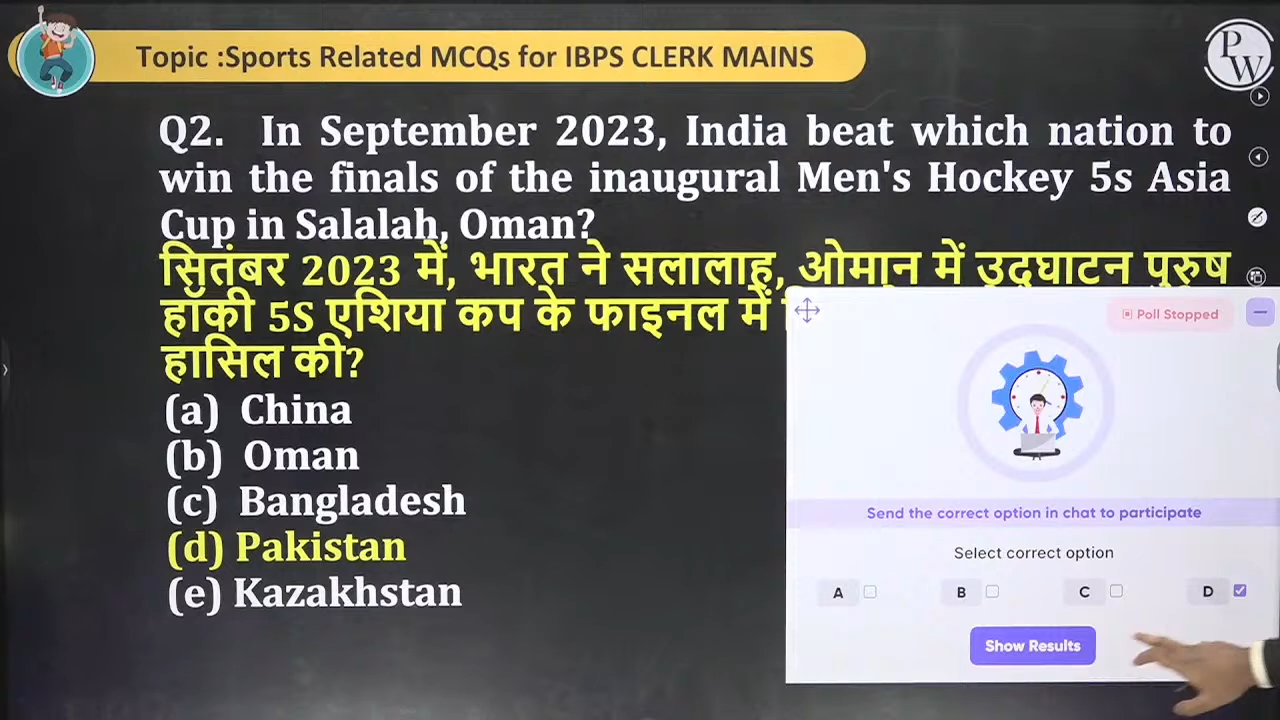 Topic :Sports Related MCQs for IBPS CLERK MAINS
PW
Q2. In September 2023, India beat which nation to
win the finals of the inaugural Men's Hockey 5s Asia
Cup in Salalah, Oman?
सितंबर 2023 में, भारत ने सलालाह, ओमान में उद्घाटन पुरुष
हॉकी 5S एशिया कप के फाइनल में
हासिल की?
(a) China
(b) Oman
(c) Bangladesh
(d) Pakistan
(e) Kazakhstan
Poll Stopped
Send the correct option in chat to participate
Select correct option
A B C D
Show Results